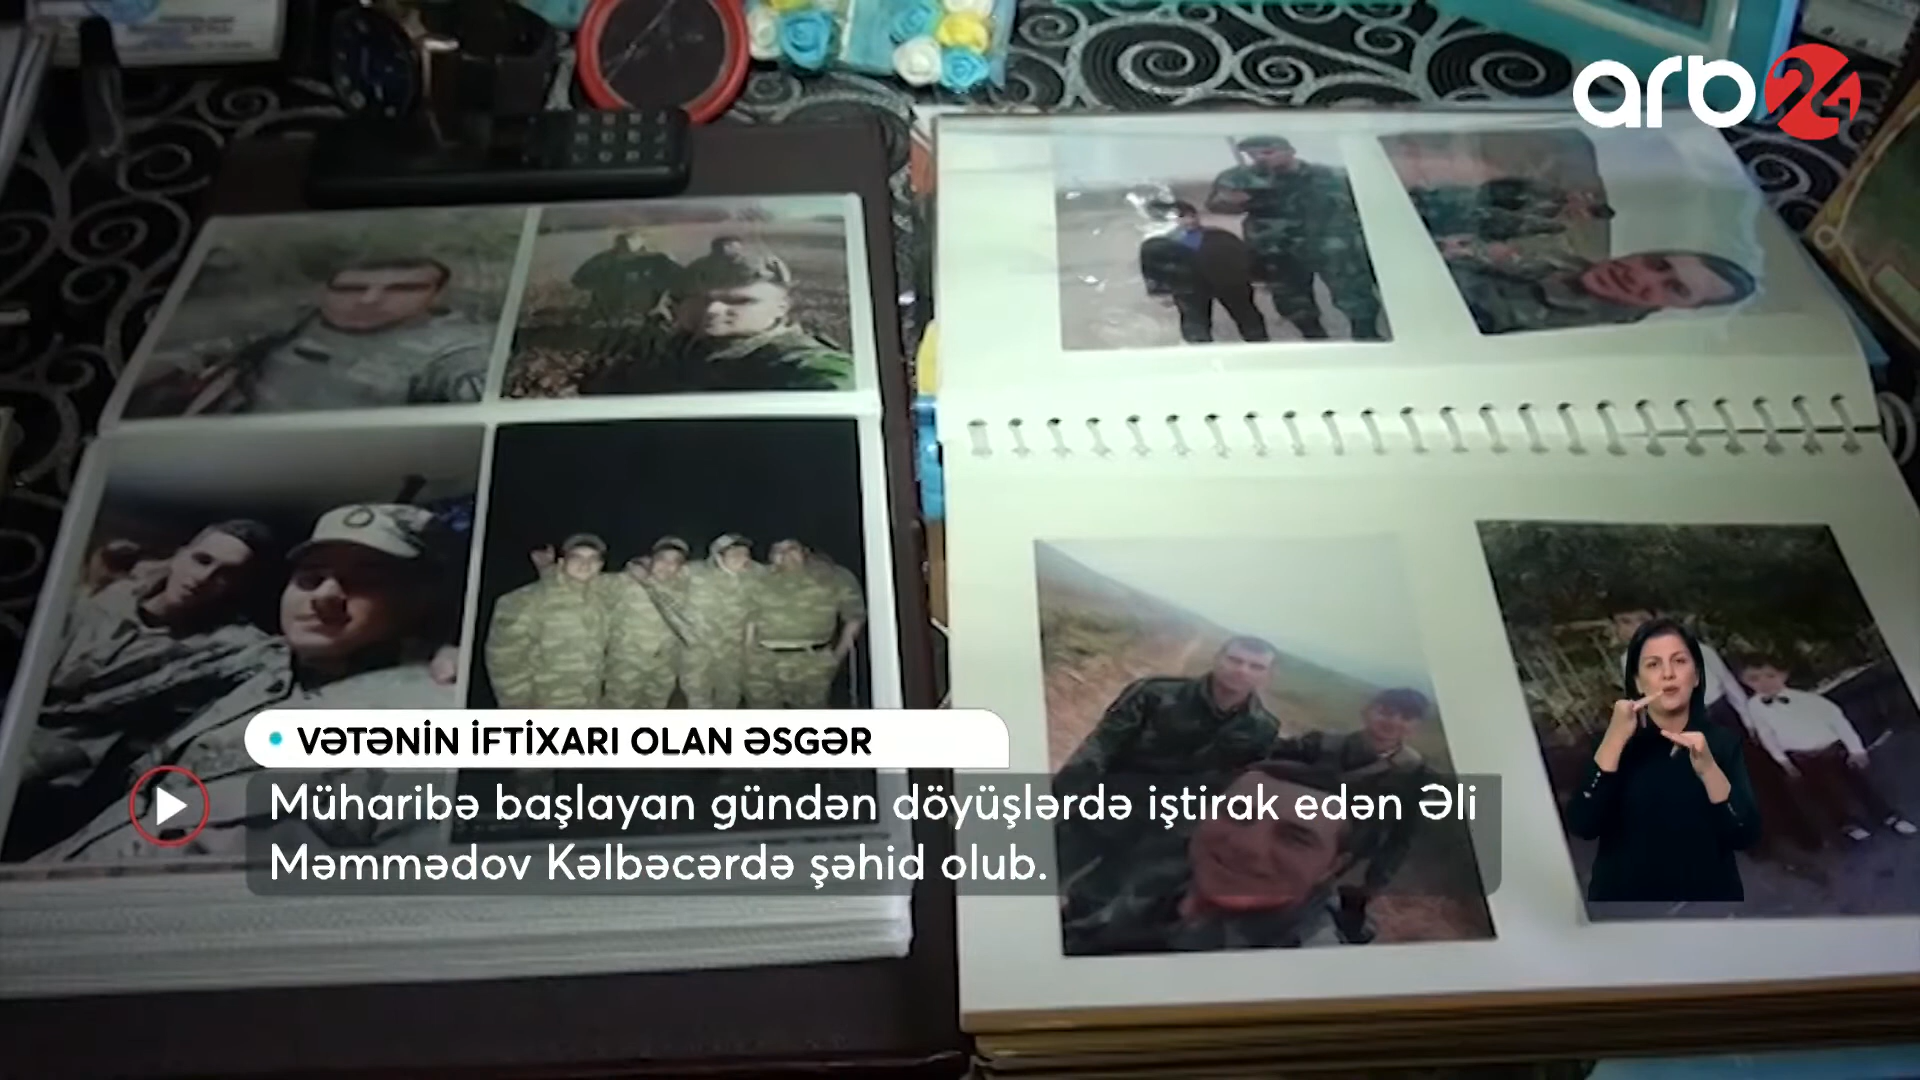 arb24
VƏTƏNİN İFTİXARI OLAN ƏSGƏR
Müharibə başlayan gündən döyüşlərdə iştirak edən Əli
Məmmədov Kəlbəcərdə şəhid olub.